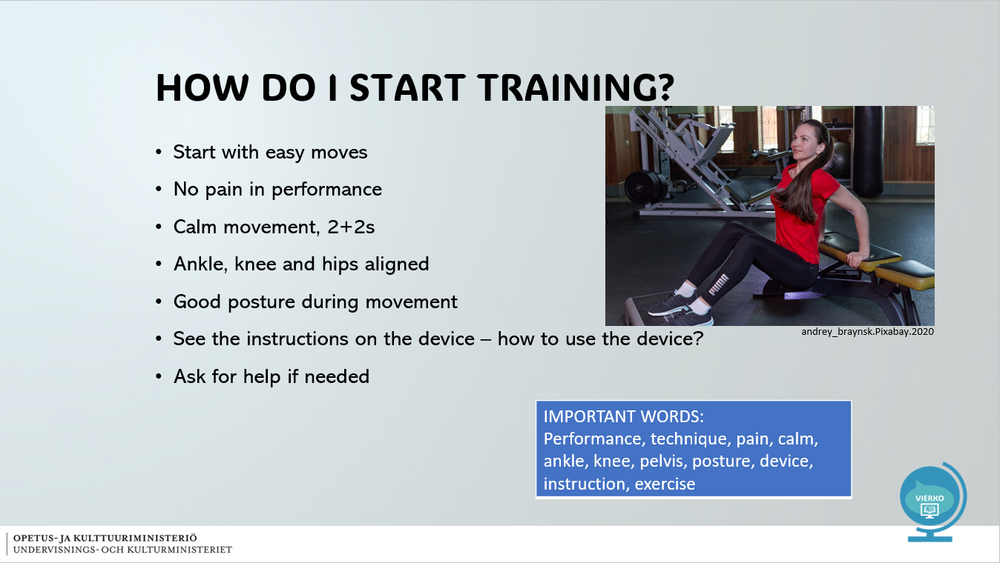 HOW DO I START TRAINING?
• Start with easy moves
• No pain in performance
• Calm movement, 2+2s
• Ankle, knee and hips aligned
• Good posture during movement
• See the instructions on the device – how to use the device?
• Ask for help if needed
PUMA
andrey_braynsk.Pixabay.2020
IMPORTANT WORDS:
Performance, technique, pain, calm,
ankle, knee, pelvis, posture, device,
instruction, exercise
VIERKO
OPETUS- JA KULTTUURIMINISTERIÖ
UNDERVISNINGS- OCH KULTURMINISTERIET